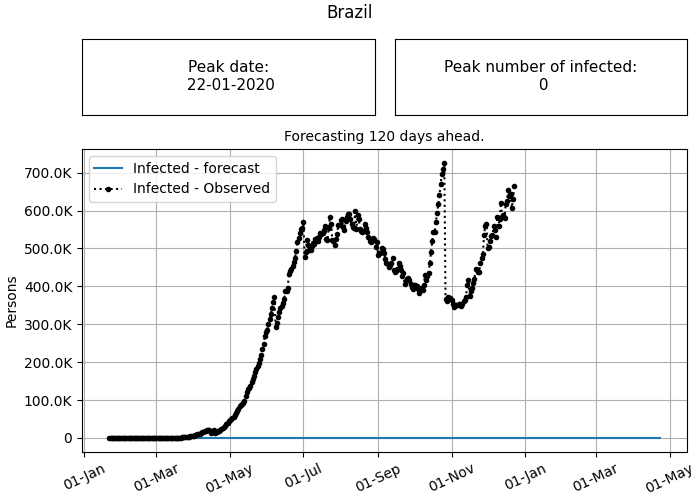 Brazil
Peak date:
22-01-2020
Peak number of infected:
0
Forecasting 120 days ahead.
Infected - forecast
Infected - Observed
700.0K
600.0K
500.0K
400.0K
300.0K
200.0K
100.0K
0
Persons
01-Jan
01-Mar
01-May
01-Jul
01-Sep
01-Nov
01-Jan
01-Mar
01-May